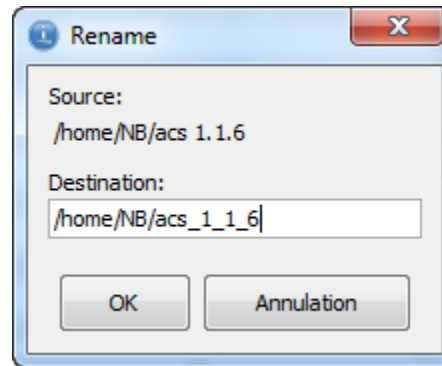 Rename
Source:
/home/NB/acs 1.1.6
Destination:
/home/NB/acs_1_1_6
OK
Annulation